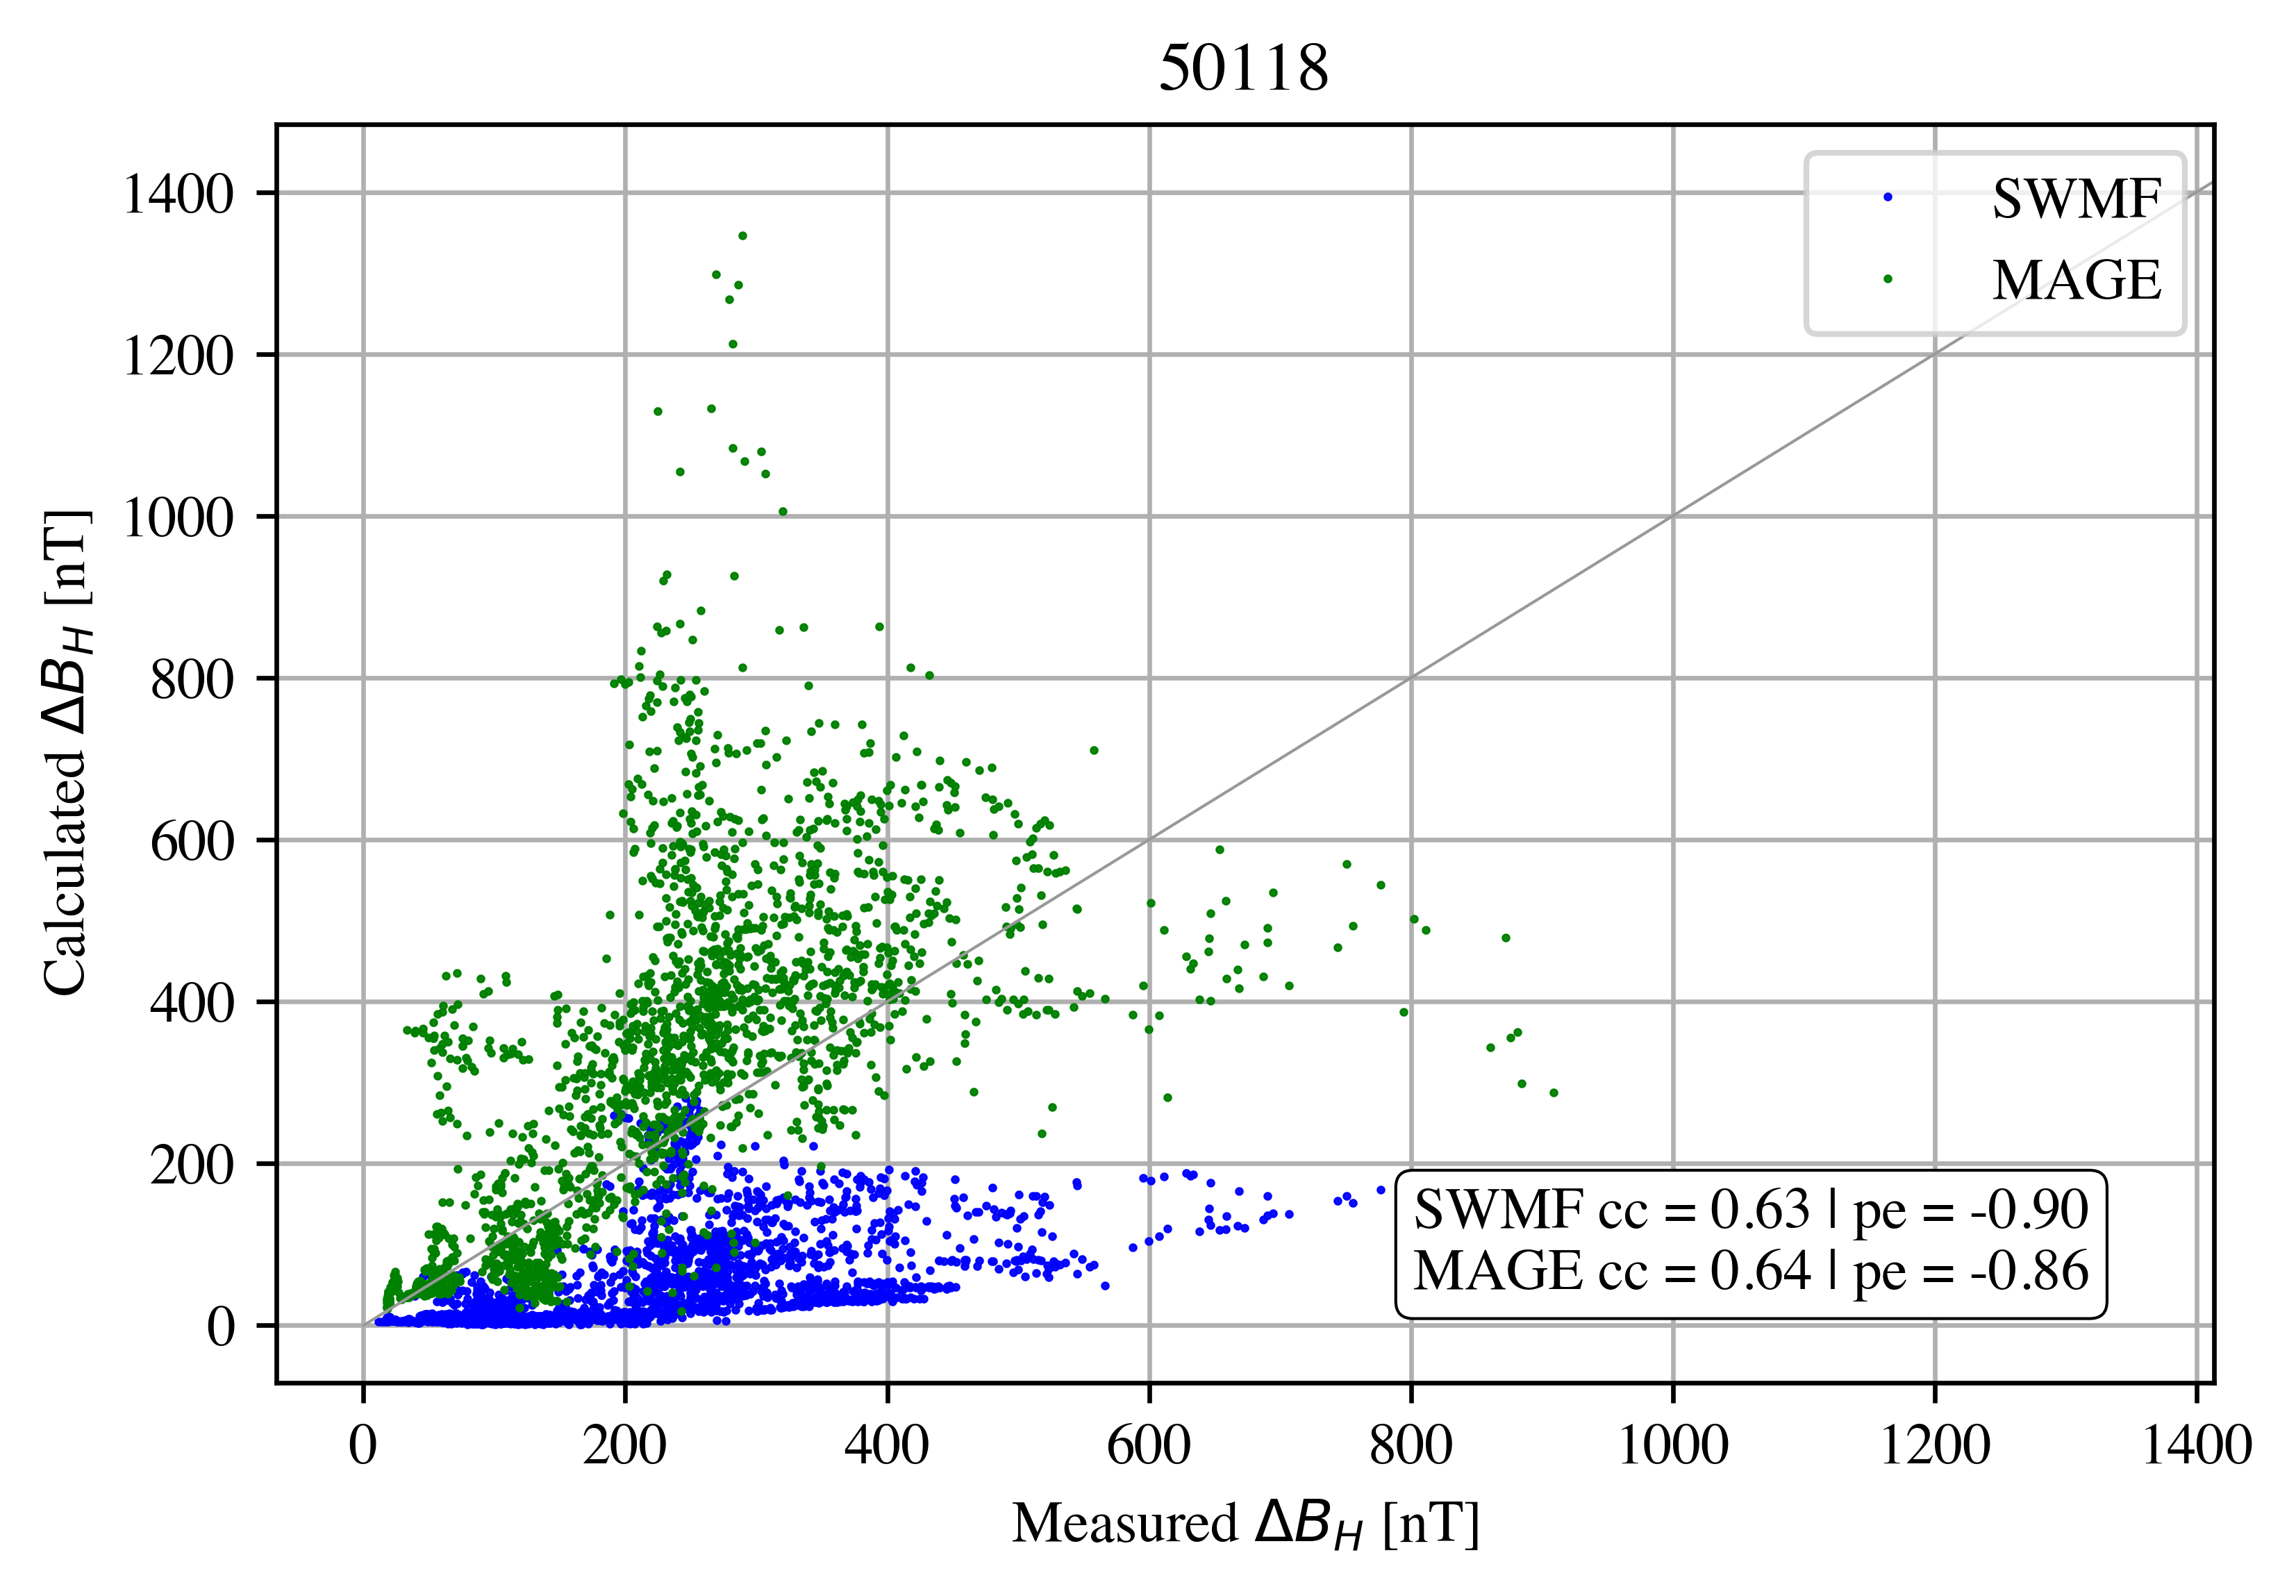 50118
1400
1200
1000
800
600
400
200
0
Calculated ΔB_H [nT]
SWMF
MAGE
SWMF cc = 0.63 | pe = -0.90
MAGE cc = 0.64 | pe = -0.86
0 200 400 600 800 1000 1200 1400
Measured ΔB_H [nT]